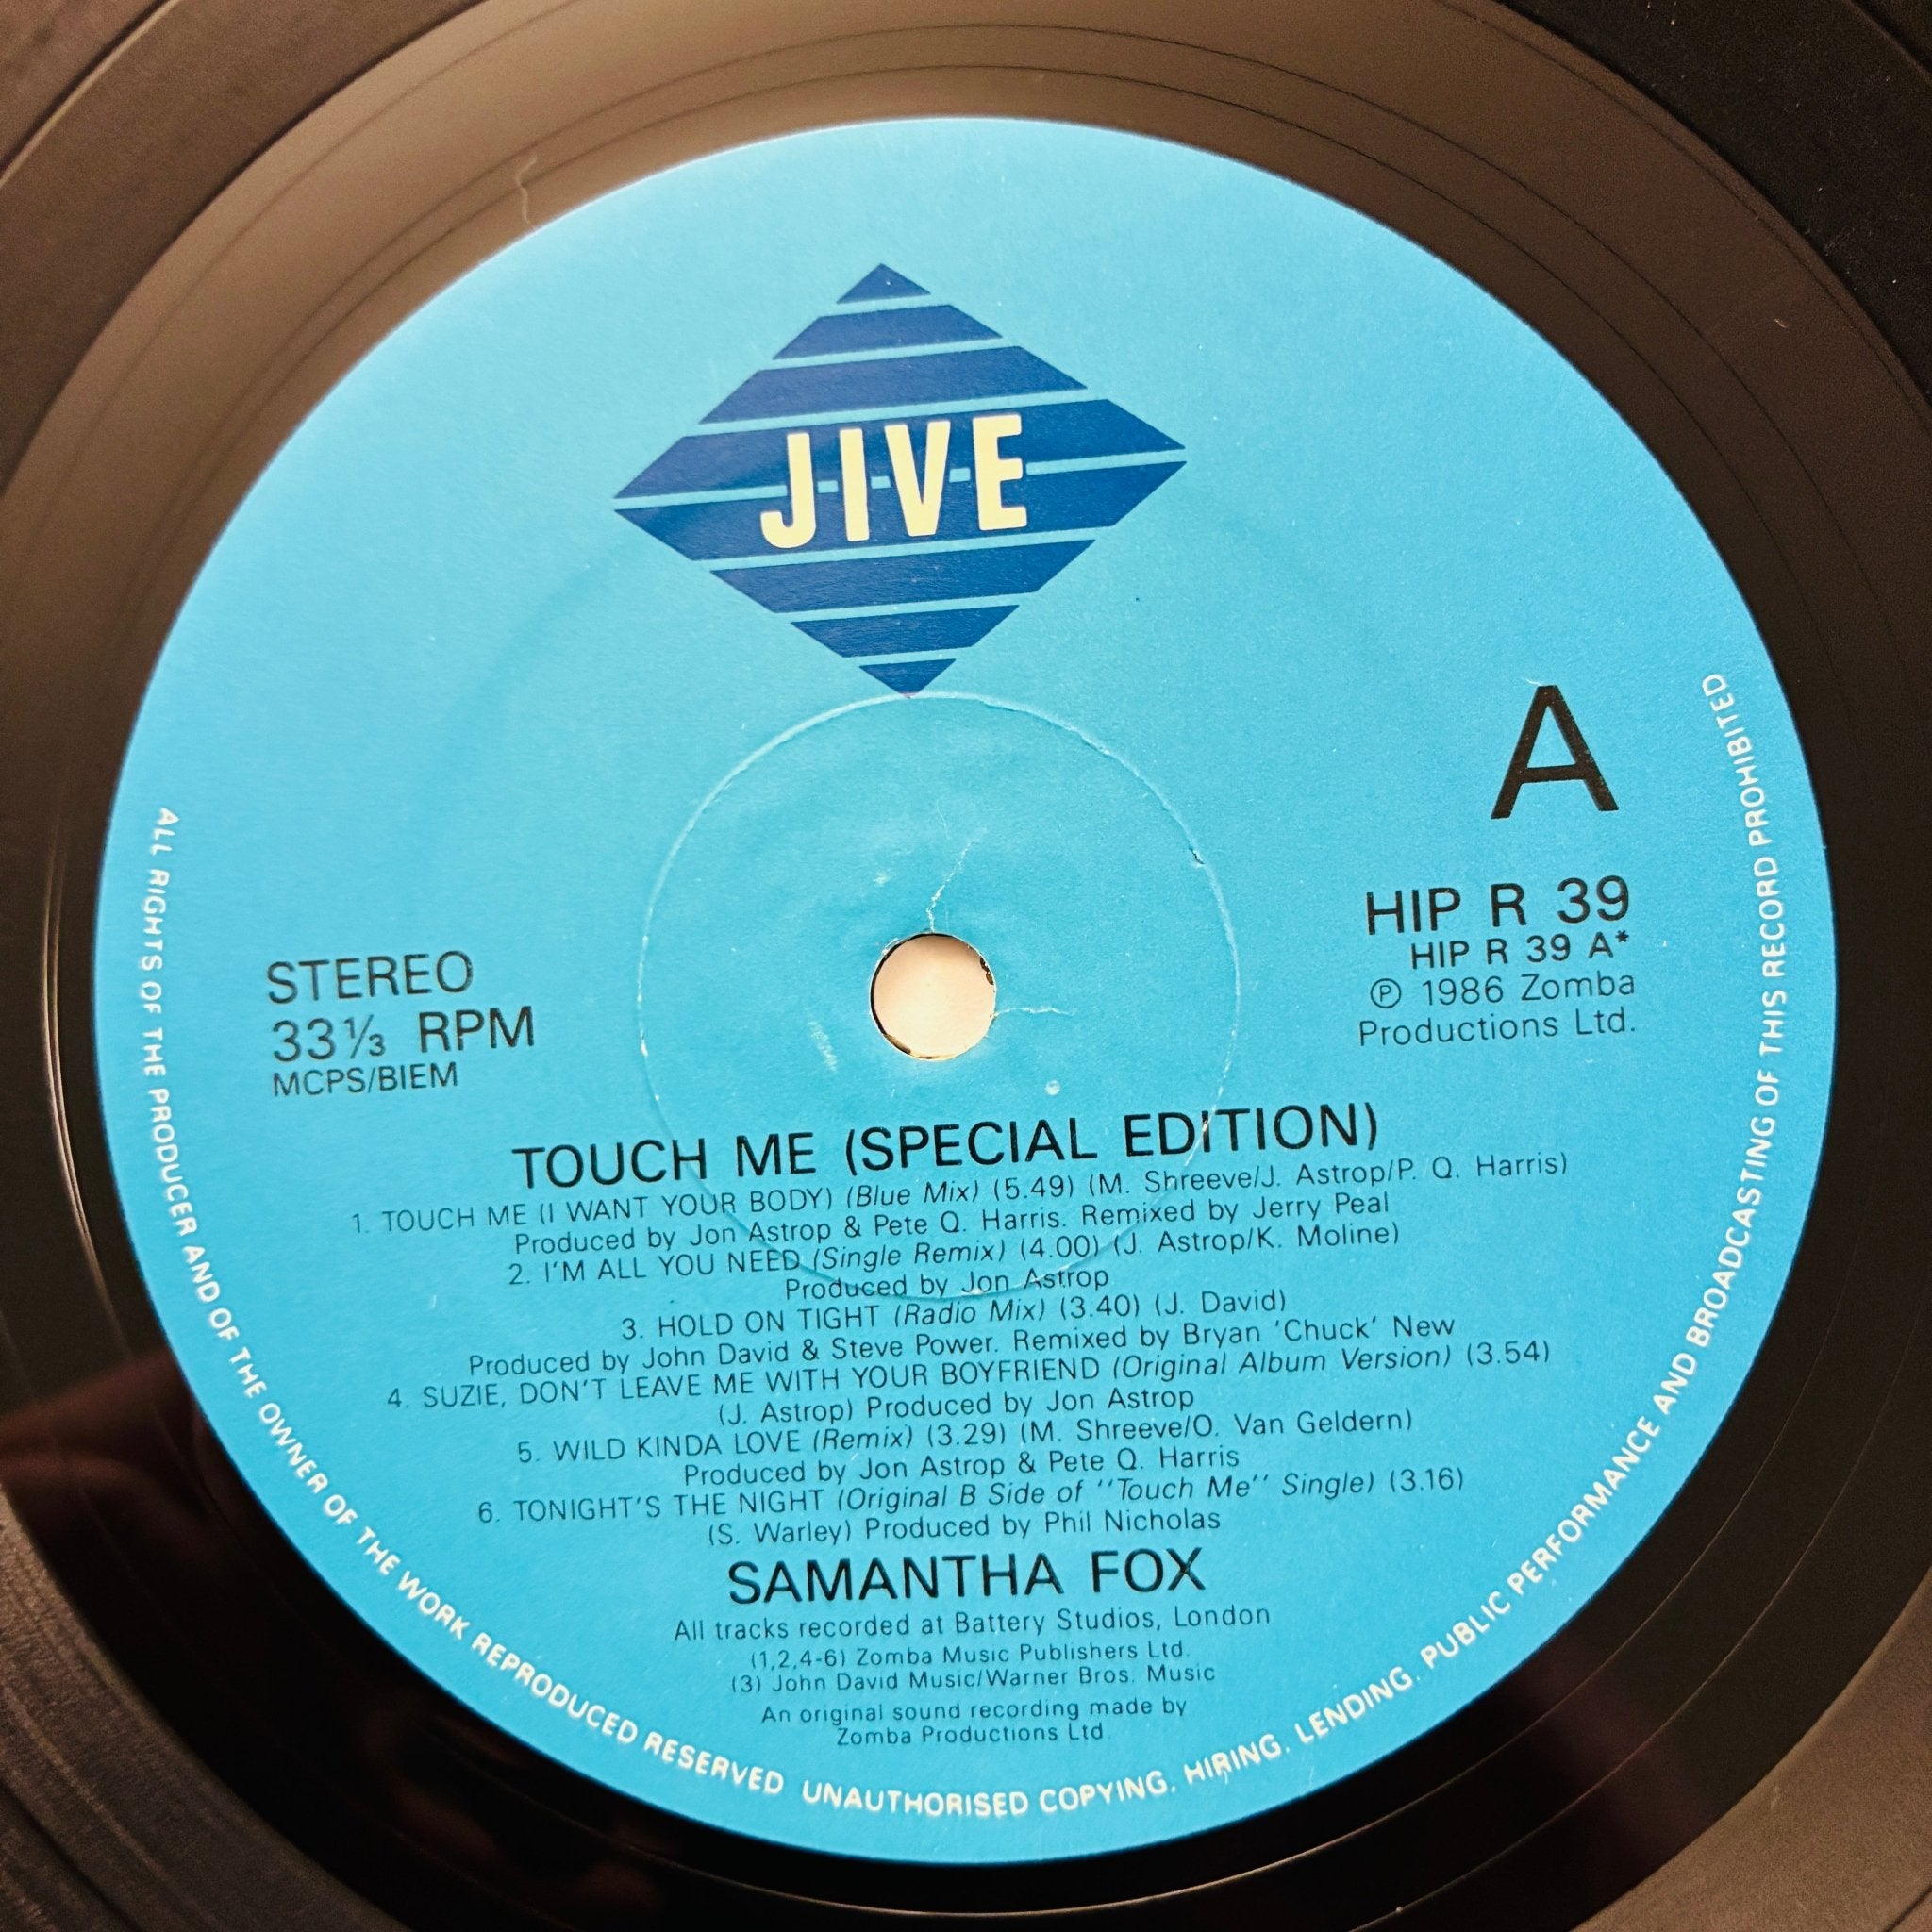 JIVE
A
HIP R 39
HIP R 39 A*
℗ 1986 Zomba
Productions Ltd.
STEREO
33⅓ RPM
MCPS/BIEM
TOUCH ME (SPECIAL EDITION)
1. TOUCH ME (I WANT YOUR BODY) (Blue Mix) (5.49) (M. Shreeve/J. Astrop/P. Q. Harris)
Produced by Jon Astrop & Pete Q. Harris. Remixed by Jerry Peal
2. I'M ALL YOU NEED (Single Remix) (4.00) (J. Astrop/K. Moline)
Produced by Jon Astrop
3. HOLD ON TIGHT (Radio Mix) (3.40) (J. David)
Produced by John David & Steve Power. Remixed by Bryan 'Chuck' New
4. SUZIE, DON'T LEAVE ME WITH YOUR BOYFRIEND (Original Album Version) (3.54)
(J. Astrop) Produced by Jon Astrop
5. WILD KINDA LOVE (Remix) (3.29) (M. Shreeve/O. Van Geldern)
Produced by Jon Astrop & Pete Q. Harris
6. TONIGHT'S THE NIGHT (Original B Side of ''Touch Me'' Single) (3.16)
(S. Warley) Produced by Phil Nicholas
SAMANTHA FOX
All tracks recorded at Battery Studios, London
(1,2,4-6) Zomba Music Publishers Ltd.
(3) John David Music/Warner Bros. Music
An original sound recording made by
Zomba Productions Ltd.
ALL RIGHTS OF THE PRODUCER AND OF THE OWNER OF THE WORK REPRODUCED RESERVED UNAUTHORISED COPYING, HIRING, LENDING, PUBLIC PERFORMANCE AND BROADCASTING OF THIS RECORD PROHIBITED